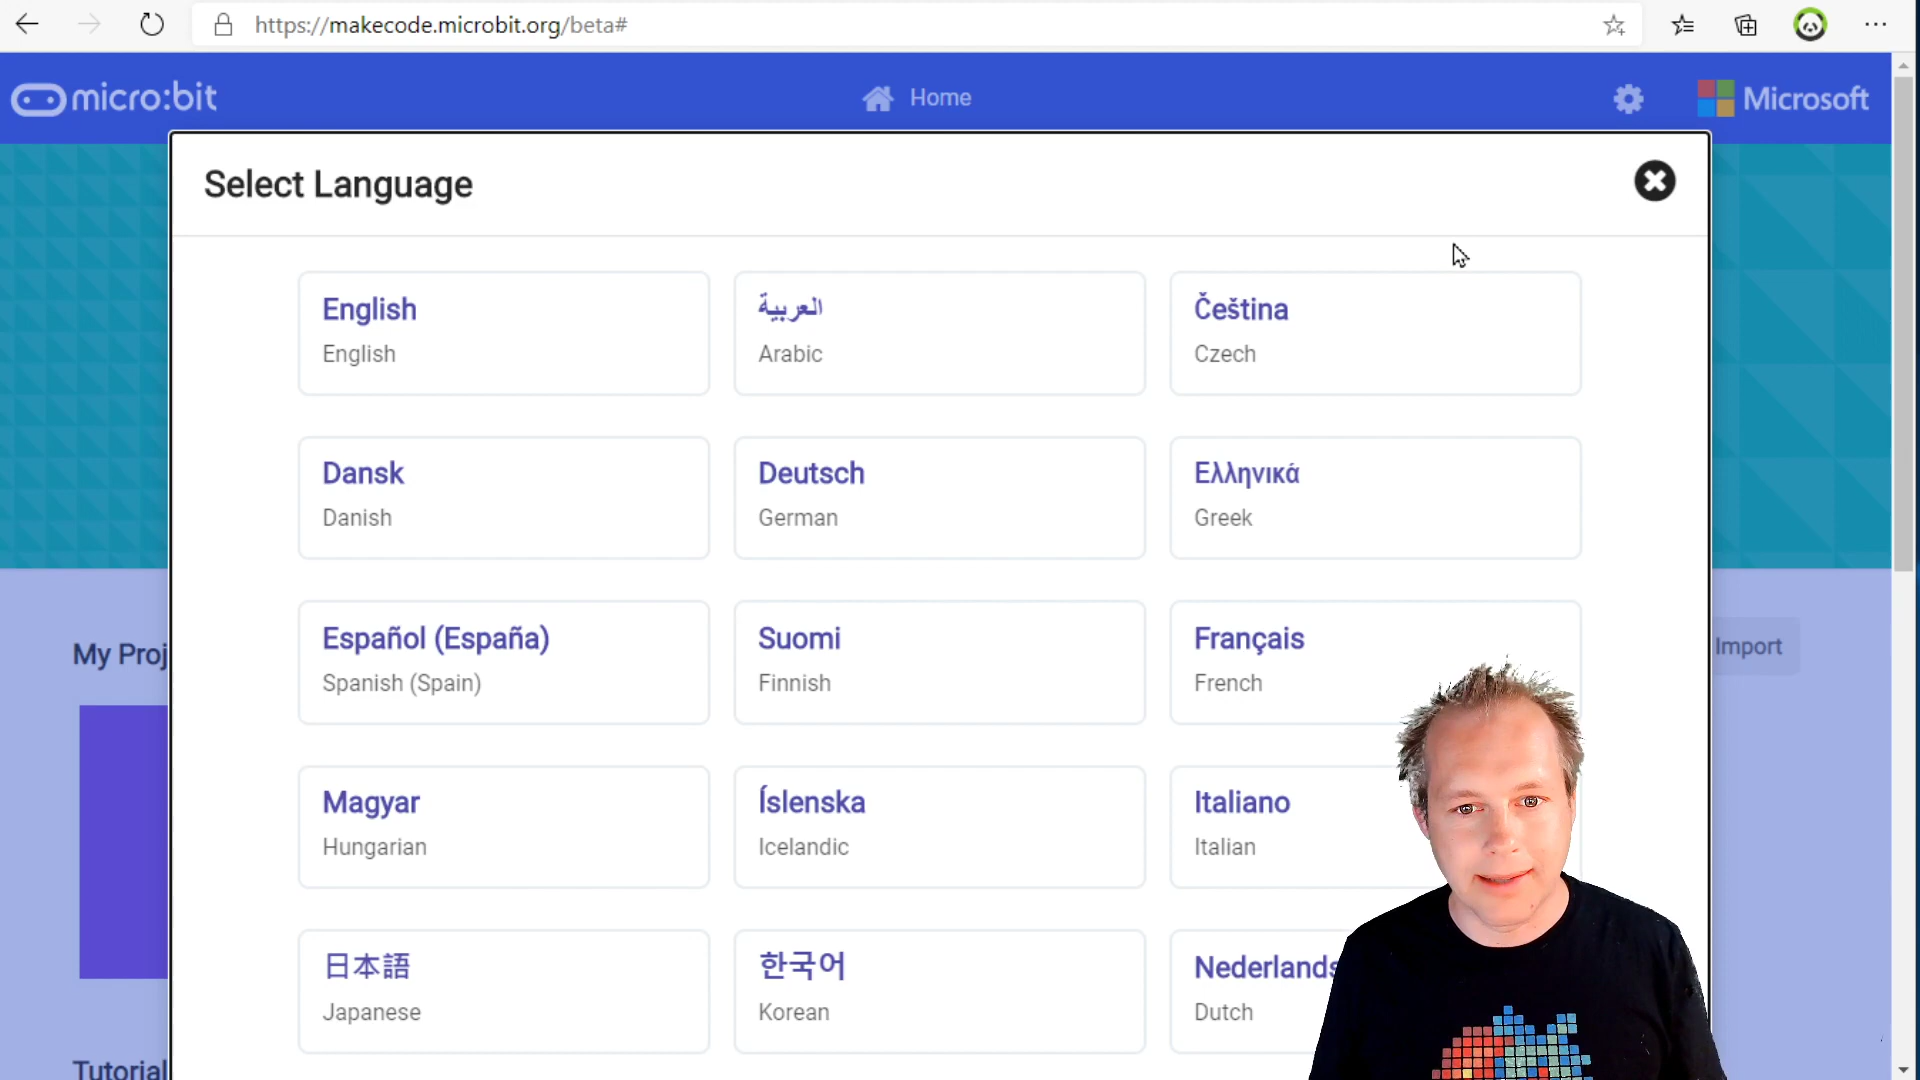 https://makecode.microbit.org/beta#
micro:bit
Home
Microsoft
Select Language
English
English
العربية
Arabic
Čeština
Czech
Dansk
Danish
Deutsch
German
Ελληνικά
Greek
Español (España)
Spanish (Spain)
Suomi
Finnish
Français
French
Magyar
Hungarian
Íslenska
Icelandic
Italiano
Italian
日本語
Japanese
한국어
Korean
Nederlands
Dutch
My Proj
Import
Tutorial